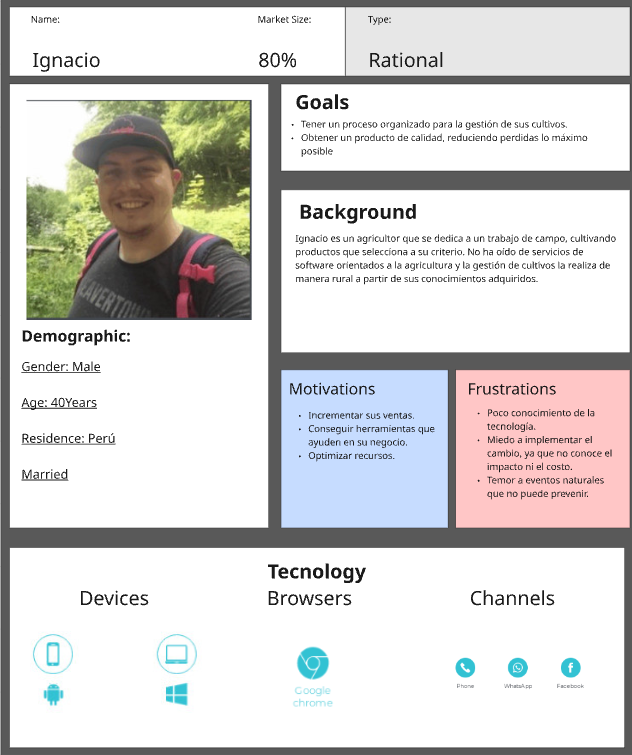 Name:
Market Size:
Type:
Ignacio
80%
Rational
Goals
• Tener un proceso organizado para la gestión de sus cultivos.
• Obtener un producto de calidad, reduciendo perdidas lo máximo
posible
Background
Ignacio es un agricultor que se dedica a un trabajo de campo, cultivando
productos que selecciona a su criterio. No ha oído de servicios de
software orientados a la agricultura y la gestión de cultivos la realiza de
manera rural a partir de sus conocimientos adquiridos.
Demographic:
Gender: Male
Age: 40Years
Residence: Perú
Married
Motivations
• Incrementar sus ventas.
• Conseguir herramientas que
ayuden en su negocio.
• Optimizar recursos.
Frustrations
• Poco conocimiento de la
tecnología.
• Miedo a implementar el
cambio, ya que no conoce el
impacto ni el costo.
• Temor a eventos naturales
que no puede prevenir.
Tecnology
Devices
Browsers
Channels
Google
chrome
Phone
WhatsApp
Facebook